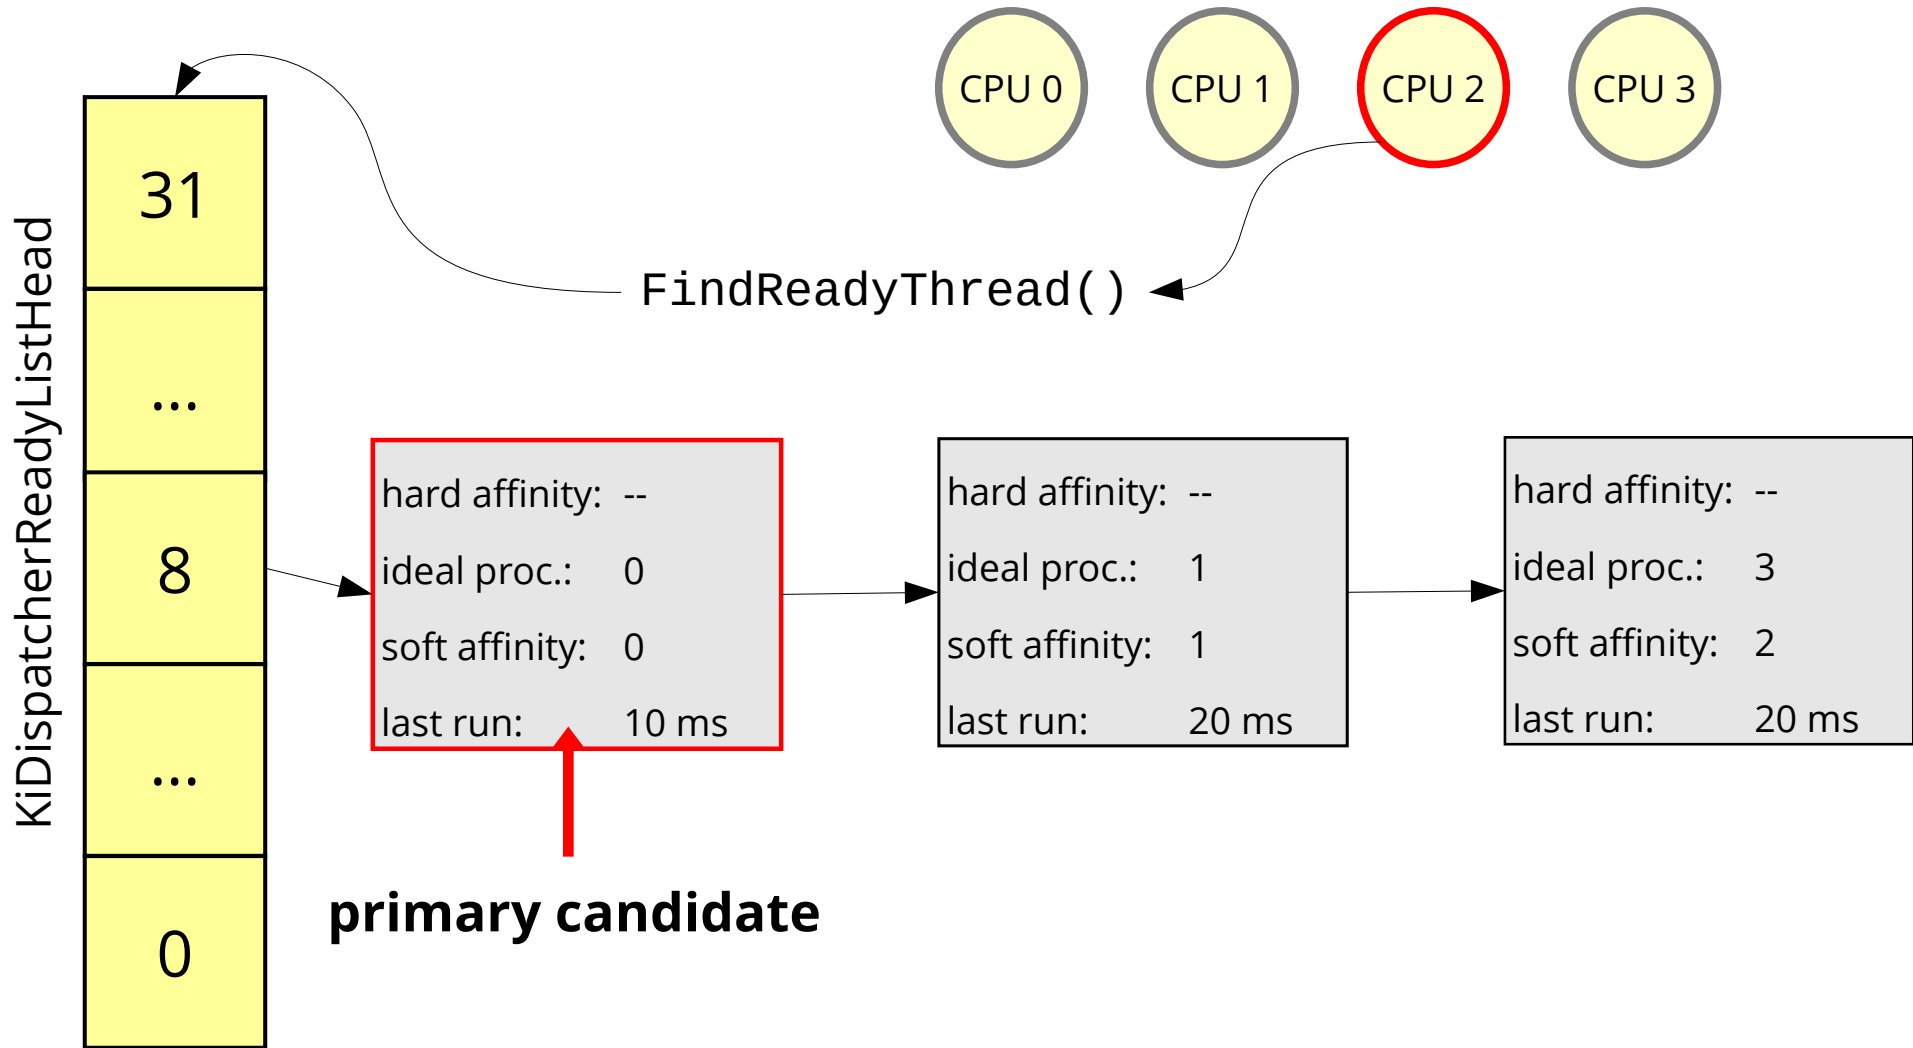 CPU 0
CPU 1
CPU 2
CPU 3
KiDispatcherReadyListHead
31
...
8
...
0
FindReadyThread()
hard affinity: --
ideal proc.: 0
soft affinity: 0
last run: 10 ms
hard affinity: --
ideal proc.: 1
soft affinity: 1
last run: 20 ms
hard affinity: --
ideal proc.: 3
soft affinity: 2
last run: 20 ms
primary candidate